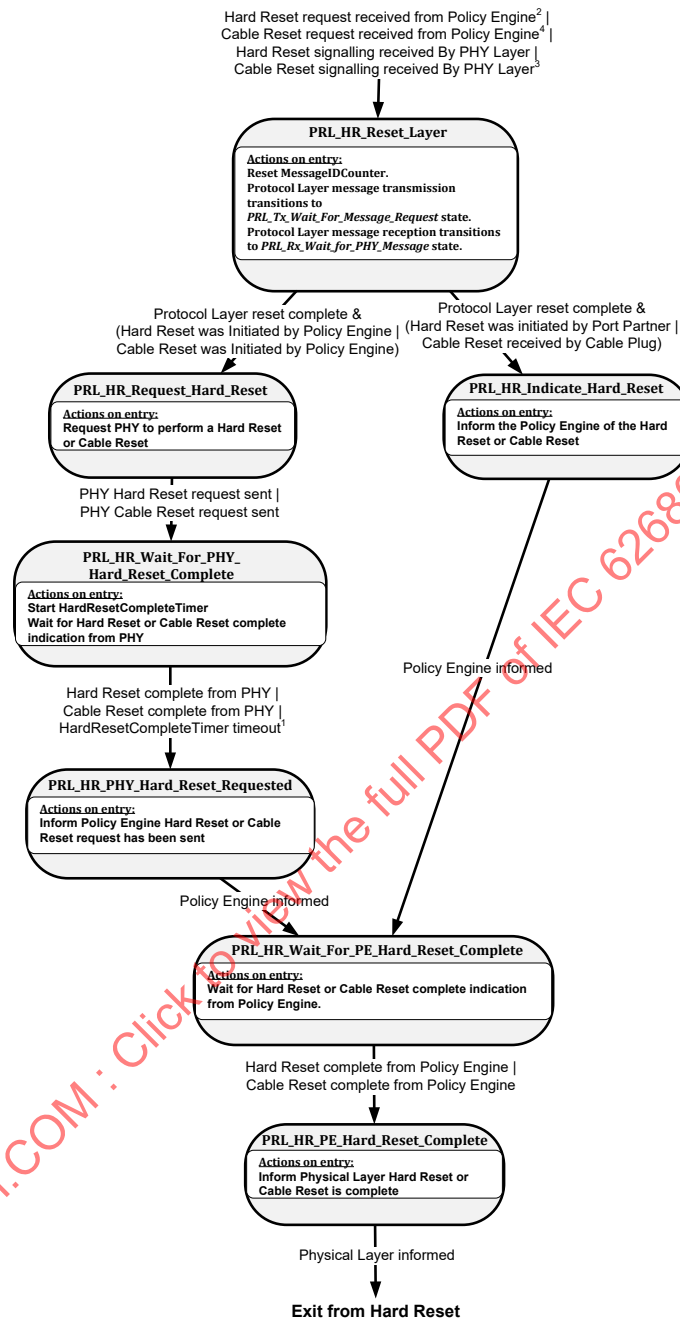 Hard Reset request received from Policy Engine² |
Cable Reset request received from Policy Engine⁴ |
Hard Reset signalling received By PHY Layer |
Cable Reset signalling received By PHY Layer³
PRL_HR_Reset_Layer
Actions on entry:
Reset MessageIDCounter.
Protocol Layer message transmission
transitions to
PRL_Tx_Wait_For_Message_Request state.
Protocol Layer message reception transitions
to PRL_Rx_Wait_for_PHY_Message state.
Protocol Layer reset complete &
(Hard Reset was Initiated by Policy Engine |
Cable Reset was Initiated by Policy Engine)
Protocol Layer reset complete &
(Hard Reset was initiated by Port Partner |
Cable Reset received by Cable Plug)
PRL_HR_Request_Hard_Reset
Actions on entry:
Request PHY to perform a Hard Reset
or Cable Reset
PRL_HR_Indicate_Hard_Reset
Actions on entry:
Inform the Policy Engine of the Hard
Reset or Cable Reset
PHY Hard Reset request sent |
PHY Cable Reset request sent
PRL_HR_Wait_For_PHY_
Hard_Reset_Complete
Actions on entry:
Start HardResetCompleteTimer
Wait for Hard Reset or Cable Reset complete
indication from PHY
Policy Engine informed
Hard Reset complete from PHY |
Cable Reset complete from PHY |
HardResetCompleteTimer timeout¹
PRL_HR_PHY_Hard_Reset_Requested
Actions on entry:
Inform Policy Engine Hard Reset or Cable
Reset request has been sent
Policy Engine informed
PRL_HR_Wait_For_PE_Hard_Reset_Complete
Actions on entry:
Wait for Hard Reset or Cable Reset complete indication
from Policy Engine.
Hard Reset complete from Policy Engine |
Cable Reset complete from Policy Engine
PRL_HR_PE_Hard_Reset_Complete
Actions on entry:
Inform Physical Layer Hard Reset or
Cable Reset is complete
Physical Layer informed
Exit from Hard Reset
.COM : Click to view the full PDF of IEC 6268